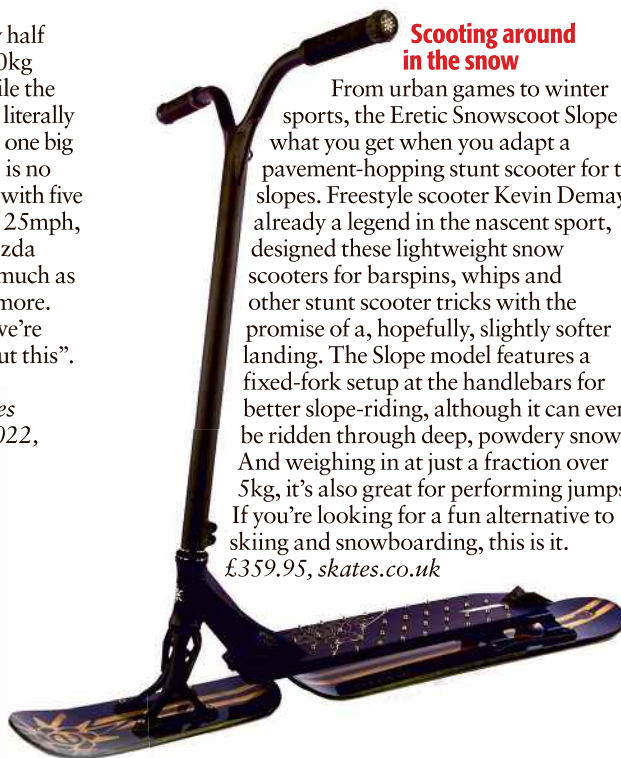 half
0kg
ile the
literally
one big
is no
with five
25mph,
zda
much as
more.
we're
ut this”.
es
022,
Scooting around
in the snow
From urban games to winter
sports, the Eretic Snowscoot Slope
what you get when you adapt a
pavement-hopping stunt scooter for t
slopes. Freestyle scooter Kevin Demay
already a legend in the nascent sport,
designed these lightweight snow
scooters for barspins, whips and
other stunt scooter tricks with the
promise of a, hopefully, slightly softer
landing. The Slope model features a
fixed-fork setup at the handlebars for
better slope-riding, although it can ever
be ridden through deep, powdery snow
And weighing in at just a fraction over
5kg, it's also great for performing jumps
If you're looking for a fun alternative to
skiing and snowboarding, this is it.
£359.95, skates.co.uk